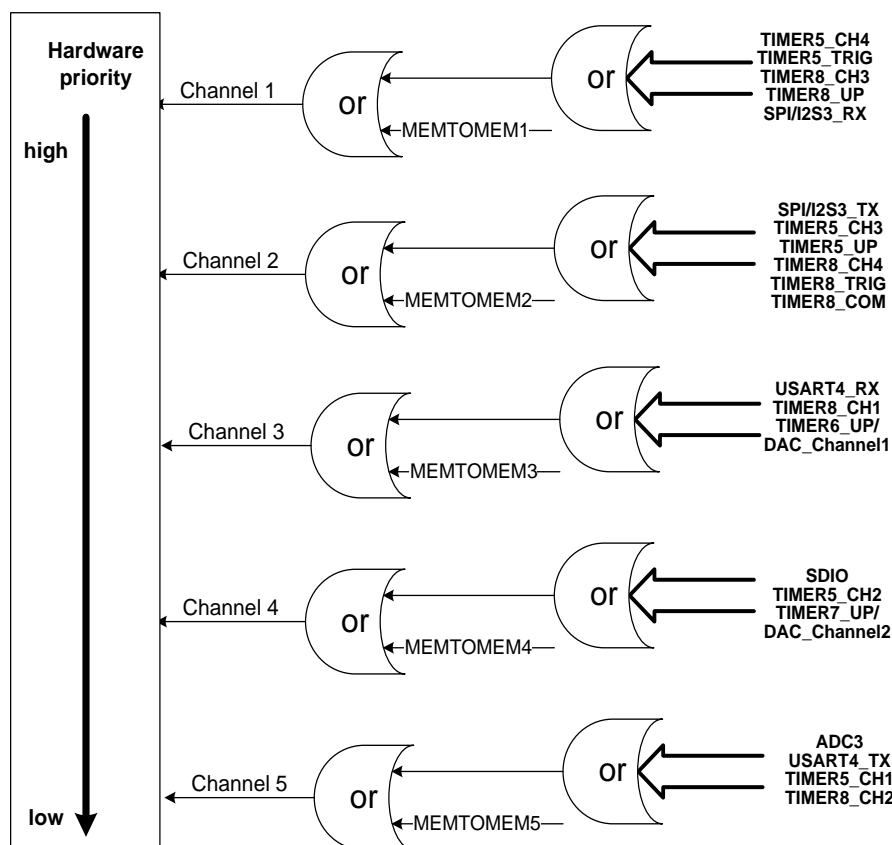 Hardware
priority
high
low
Channel 1
or
MEMTOMEM1
or
TIMER5_CH4
TIMER5_TRIG
TIMER8_CH3
TIMER8_UP
SPI/I2S3_RX
Channel 2
or
MEMTOMEM2
or
SPI/I2S3_TX
TIMER5_CH3
TIMER5_UP
TIMER8_CH4
TIMER8_TRIG
TIMER8_COM
Channel 3
or
MEMTOMEM3
or
USART4_RX
TIMER8_CH1
TIMER6_UP/
DAC_Channel1
Channel 4
or
MEMTOMEM4
or
SDIO
TIMER5_CH2
TIMER7_UP/
DAC_Channel2
Channel 5
or
MEMTOMEM5
or
ADC3
USART4_TX
TIMER5_CH1
TIMER8_CH2